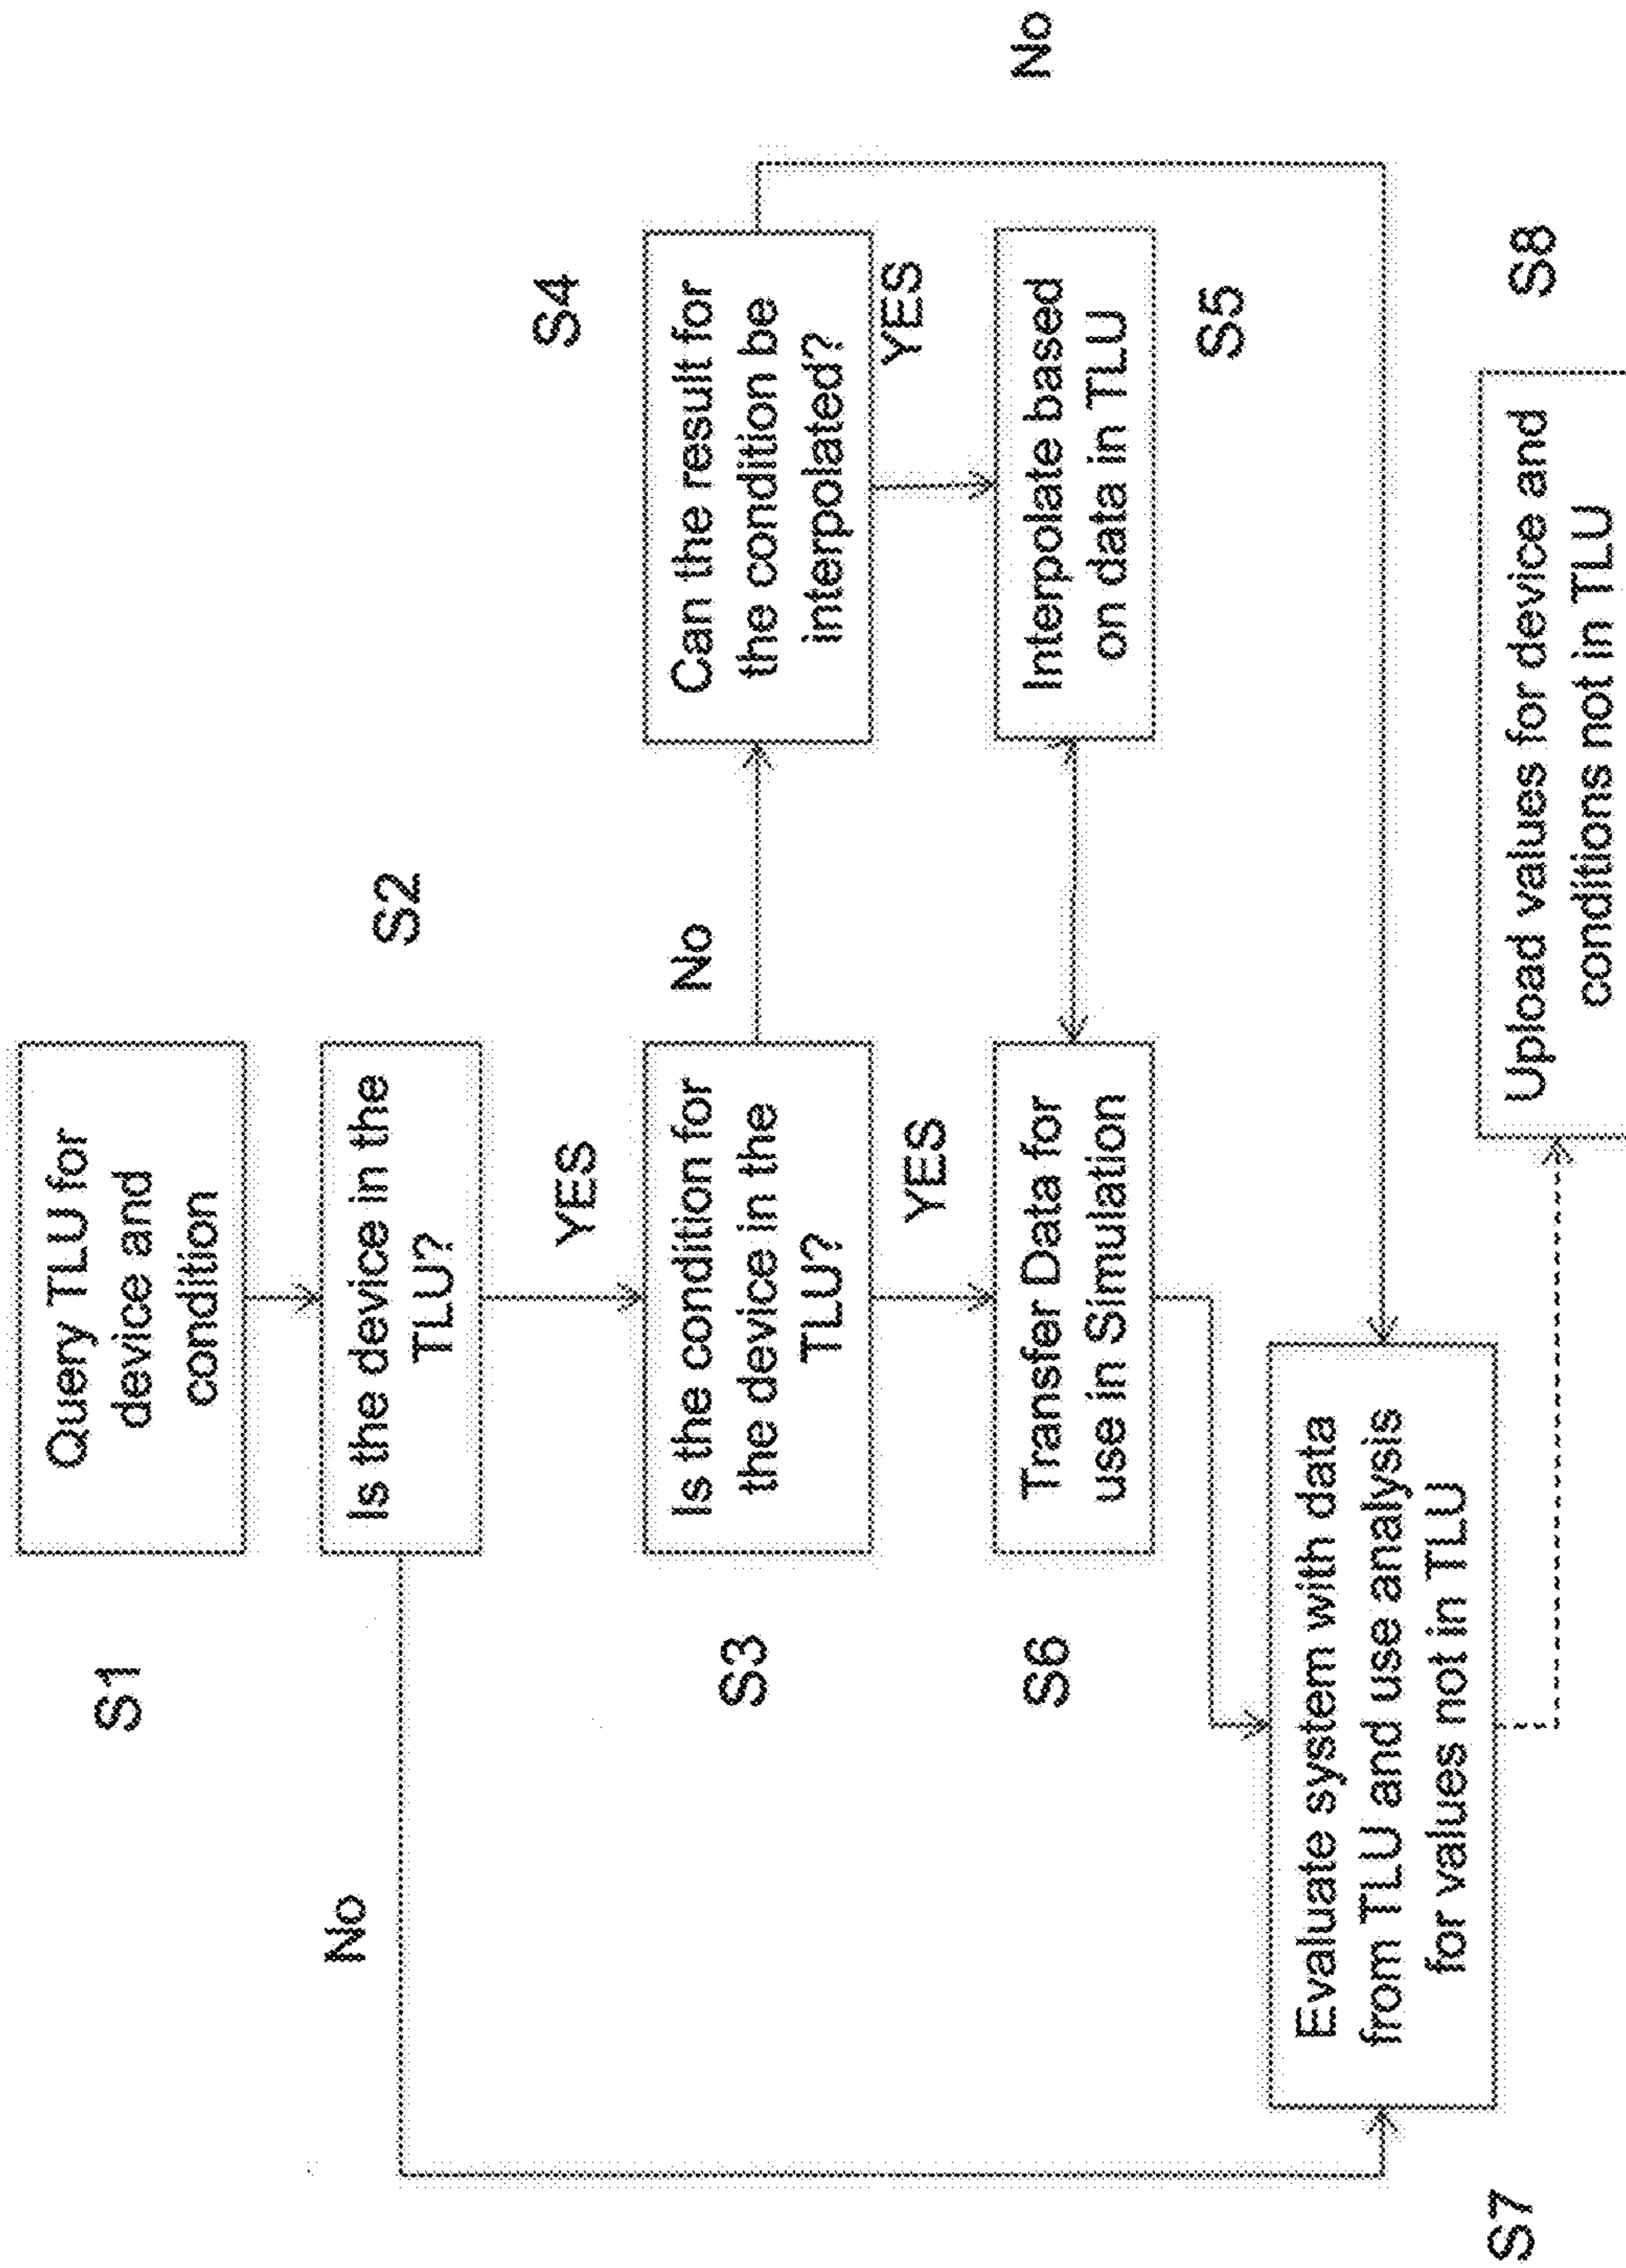 S1
Query TLU for
device and
condition
Is the device in the
TLU?
S2
No
YES
S3
Is the condition for
the device in the
TLU?
No
S4
Can the result for
the condition be
interpolated?
No
YES
YES
S6
Transfer Data for
use in Simulation
Interpolate based
on data in TLU
S5
S7
Evaluate system with data
from TLU and use analysis
for values not in TLU
S8
Upload values for device and
conditions not in TLU